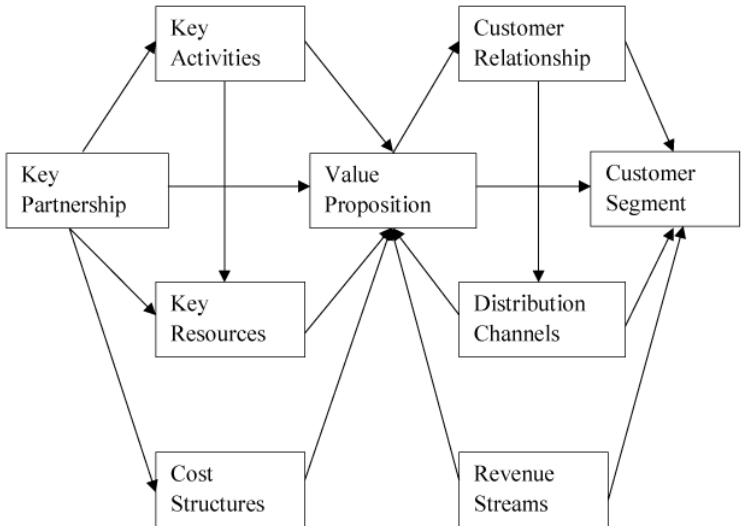 Key
Activities
Customer
Relationship
Key
Partnership
Value
Proposition
Customer
Segment
Key
Resources
Distribution
Channels
Cost
Structures
Revenue
Streams